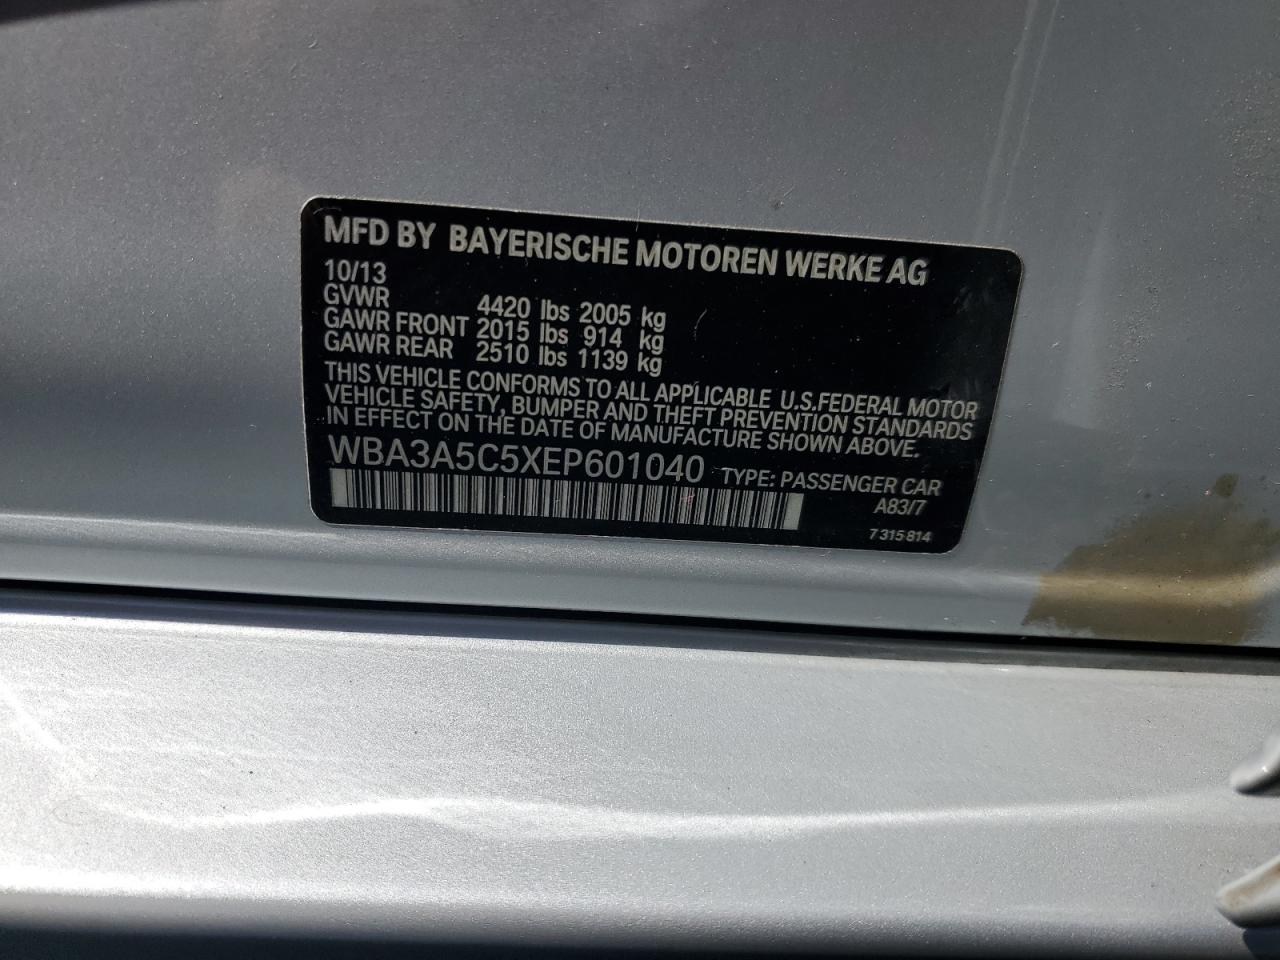 MFD BY BAYERISCHE MOTOREN WERKE AG
10/13
GVWR 4420 lbs 2005 kg
GAWR FRONT 2015 lbs 914 kg
GAWR REAR 2510 lbs 1139 kg
THIS VEHICLE CONFORMS TO ALL APPLICABLE U.S.FEDERAL MOTOR
VEHICLE SAFETY, BUMPER AND THEFT PREVENTION STANDARDS
IN EFFECT ON THE DATE OF MANUFACTURE SHOWN ABOVE.
WBA3A5C5XEP601040 TYPE: PASSENGER CAR
A83/7
7 315 814